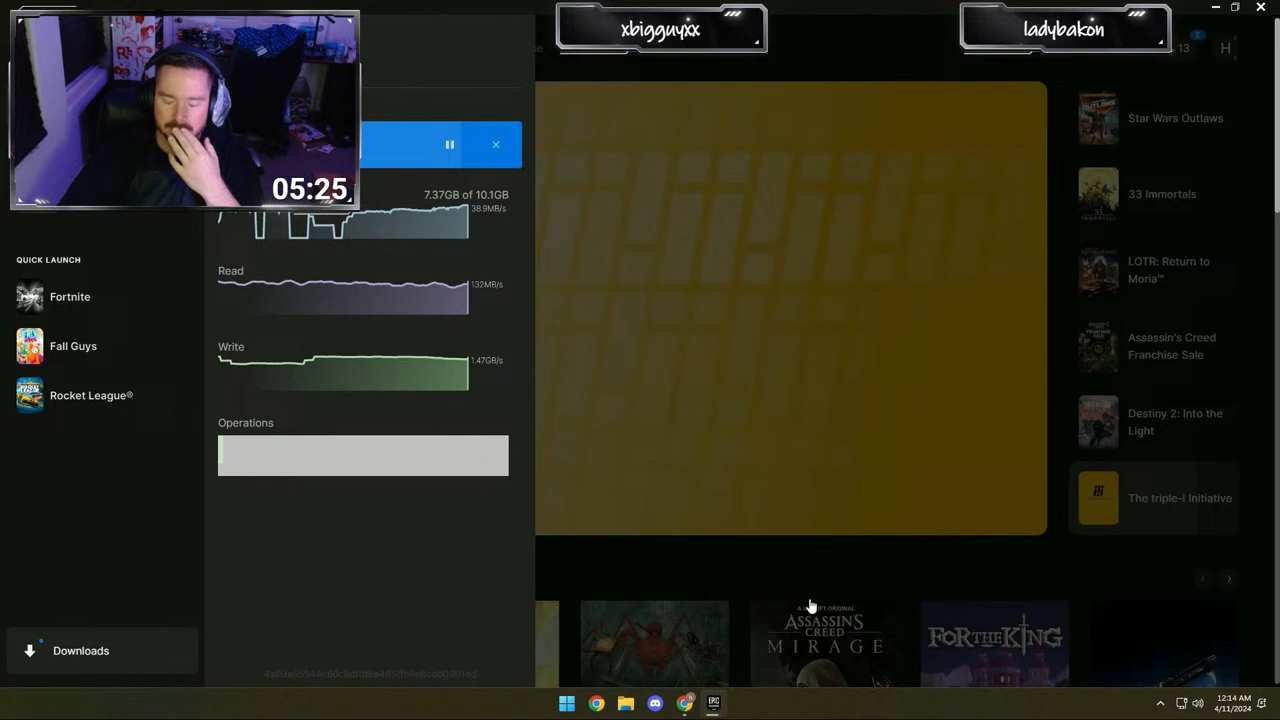 xbigguyxx
ladybakon
2
13
H
05:25
7.37GB of 10.1GB
38.9MB/s
Star Wars Outlaws
33 Immortals
QUICK LAUNCH
Read
132MB/s
LOTR: Return to
Moria™
Fortnite
Write
1.47GB/s
Assassin's Creed
Franchise Sale
Fall Guys
Rocket League®
Operations
Destiny 2: Into the
Light
The triple-i Initiative
ASSASSIN'S
CREED
MIRAGE
FOR THE KING
Downloads
EPIC
12:14 AM
4/11/2024